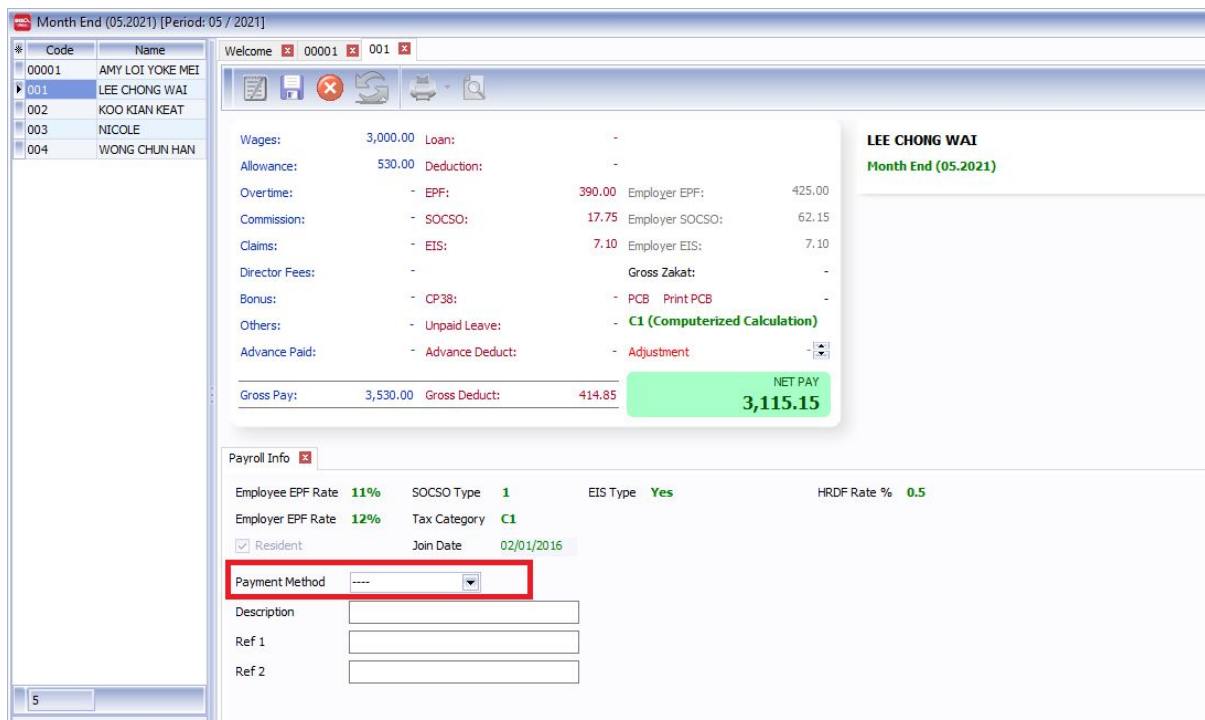 Month End (05.2021) [Period: 05 / 2021]
Code Name
00001 AMY LOI YOKE MEI
001 LEE CHONG WAI
002 KOO KIAN KEAT
003 NICOLE
004 WONG CHUN HAN
5
Welcome 00001 001
Wages: 3,000.00 Loan: -
Allowance: 530.00 Deduction: -
Overtime: - EPF: 390.00 Employer EPF: 425.00
Commission: - SOCSO: 17.75 Employer SOCSO: 62.15
Claims: - EIS: 7.10 Employer EIS: 7.10
Director Fees: - Gross Zakat: -
Bonus: - CP38: - PCB Print PCB -
Others: - Unpaid Leave: - C1 (Computerized Calculation)
Advance Paid: - Advance Deduct: - Adjustment -
Gross Pay: 3,530.00 Gross Deduct: 414.85
NET PAY
3,115.15
LEE CHONG WAI
Month End (05.2021)
Payroll Info
Employee EPF Rate 11% SOCSO Type 1 EIS Type Yes HRDF Rate % 0.5
Employer EPF Rate 12% Tax Category C1
Resident Join Date 02/01/2016
Payment Method ----
Description
Ref 1
Ref 2